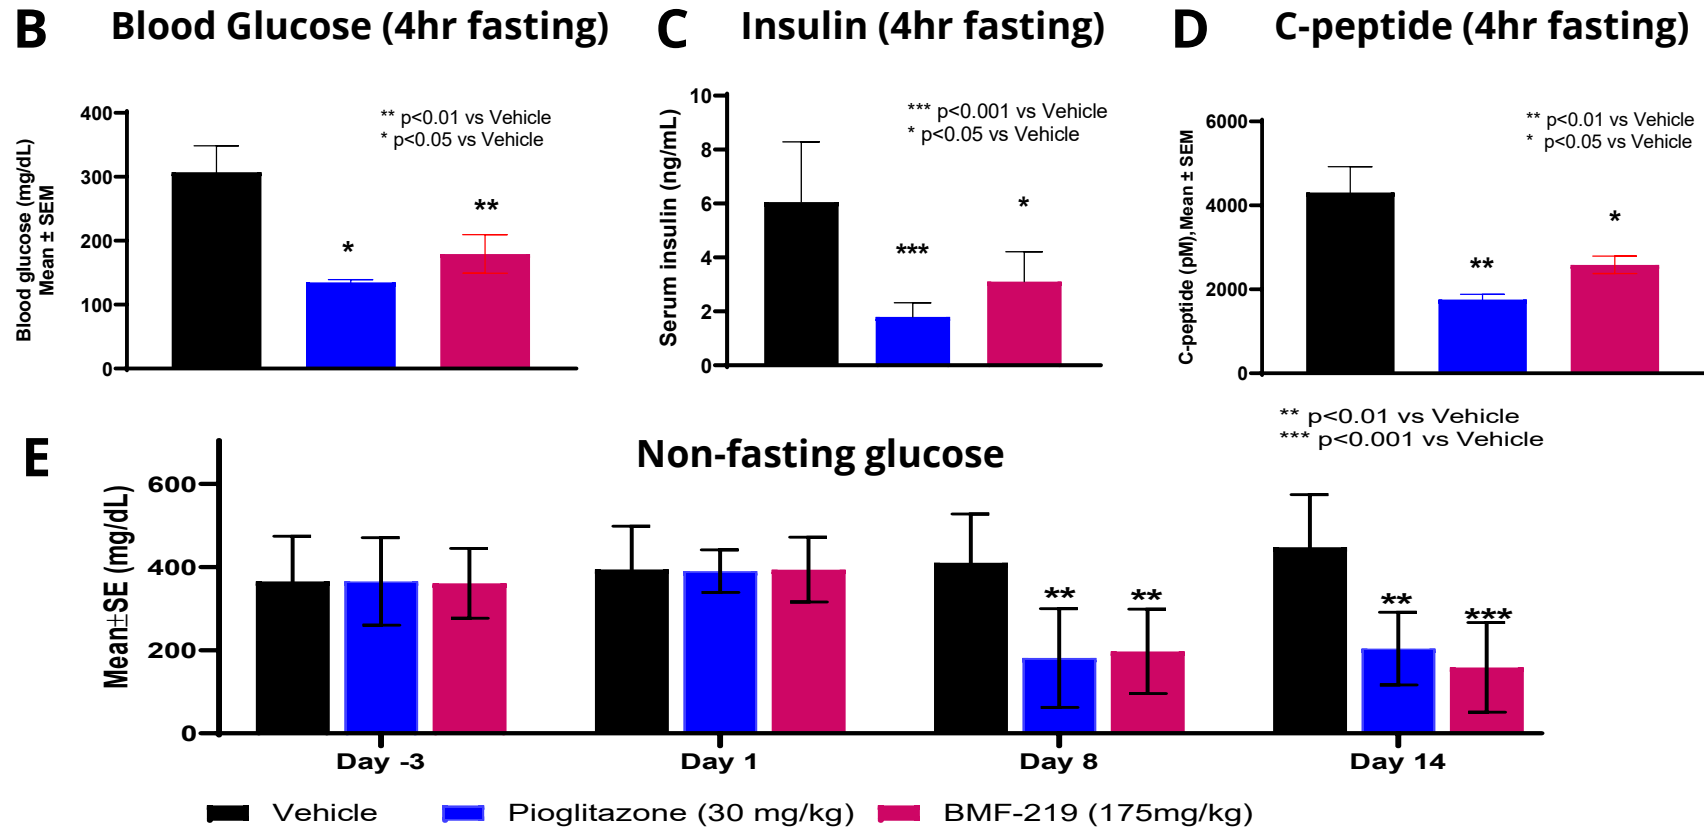 B Blood Glucose (4hr fasting)
** p<0.01 vs Vehicle
* p<0.05 vs Vehicle
Blood glucose (mg/dL)
Mean ± SEM
400
300
200
100
0
*
**
C Insulin (4hr fasting)
*** p<0.001 vs Vehicle
* p<0.05 vs Vehicle
Serum insulin (ng/mL)
10
8
6
4
2
0
***
*
D C-peptide (4hr fasting)
** p<0.01 vs Vehicle
* p<0.05 vs Vehicle
C-peptide (pM),Mean ± SEM
6000
4000
2000
0
**
*
E Non-fasting glucose
** p<0.01 vs Vehicle
*** p<0.001 vs Vehicle
Mean±SE (mg/dL)
600
400
200
0
** ** ** ***
Day -3 Day 1 Day 8 Day 14
Vehicle Pioglitazone (30 mg/kg) BMF-219 (175mg/kg)